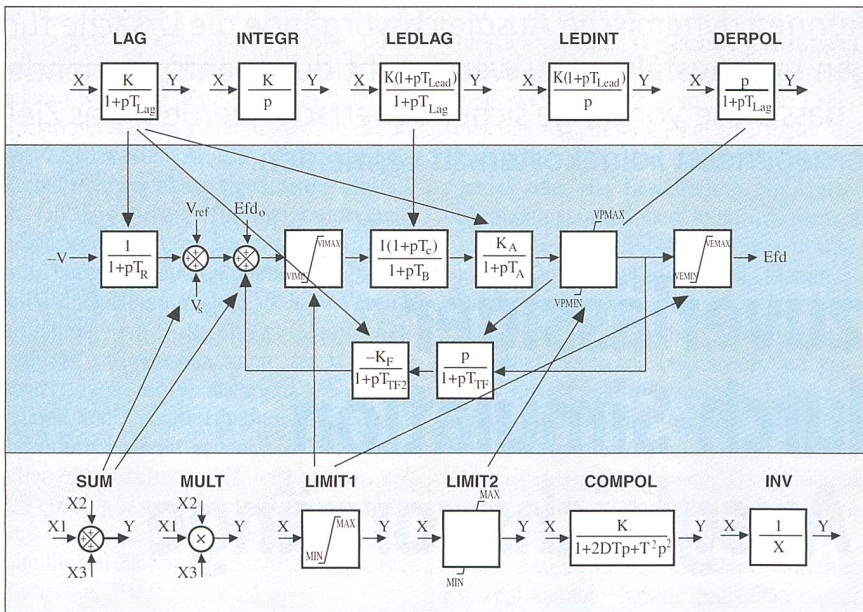 LAG INTEGR LEDLAG LEDINT DERPOL
X K Y X K Y X K(1+pT_Lead) Y X K(1+pT_Lead) Y X p Y
1+pT_Lag p 1+pT_Lag p 1+pT_Lag
V_ref Efd_o VPMAX
–V 1 VIMAX 1(1+pT_c) K_A VEMAX Efd
1+pT_R VIMIN 1+pT_B 1+pT_A VEMIN
V_s VPMIN
–K_F p
1+pT_TF2 1+pT_TF
SUM MULT LIMIT1 LIMIT2 COMPOL INV
X2 X2 MAX
X1 Y X1 × Y X MAX Y X Y X K Y X 1 Y
MIN 1+2DTp+T²p² X
X3 X3 MIN